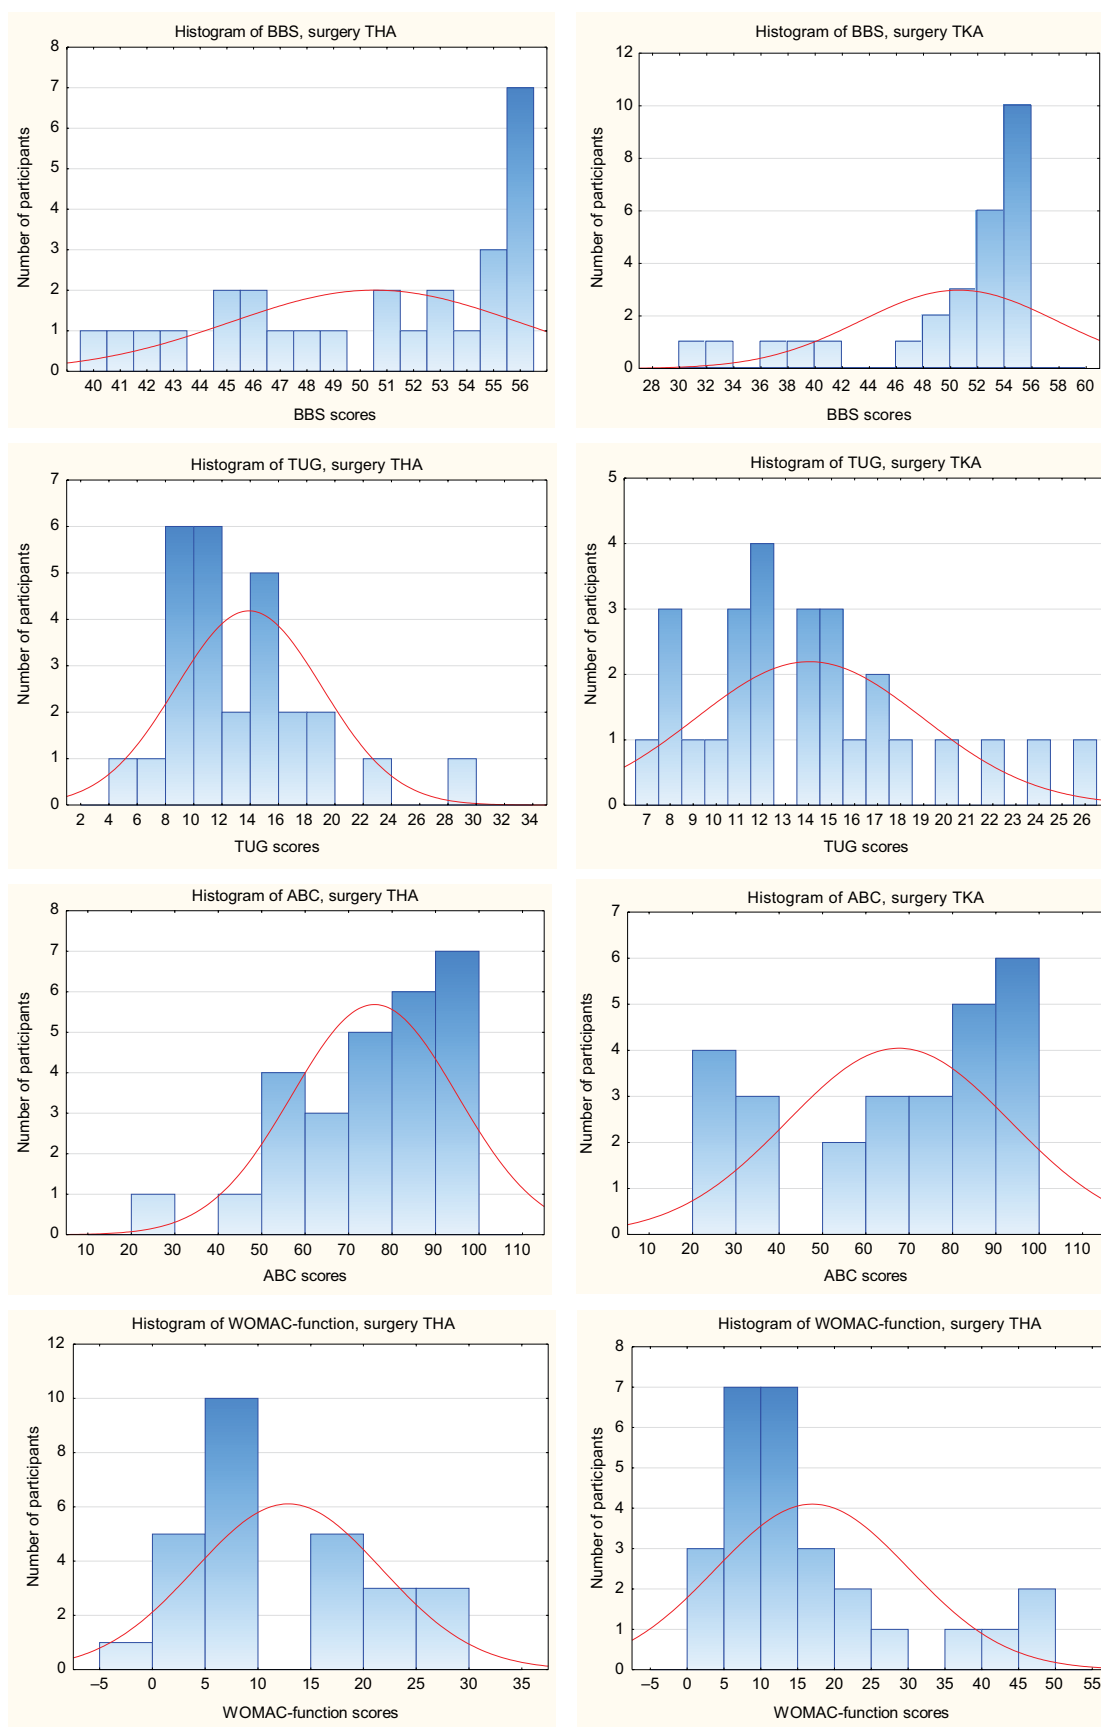 Histogram of BBS, surgery THA
8
7
6
5
4
3
2
1
0
Number of participants
40 41 42 43 44 45 46 47 48 49 50 51 52 53 54 55 56
BBS scores
Histogram of BBS, surgery TKA
12
10
8
6
4
2
0
Number of participants
28 30 32 34 36 38 40 42 44 46 48 50 52 54 56 58 60
BBS scores
Histogram of TUG, surgery THA
7
6
5
4
3
2
1
0
Number of participants
2 4 6 8 10 12 14 16 18 20 22 24 26 28 30 32 34
TUG scores
Histogram of TUG, surgery TKA
5
4
3
2
1
0
Number of participants
7 8 9 10 11 12 13 14 15 16 17 18 19 20 21 22 23 24 25 26
TUG scores
Histogram of ABC, surgery THA
8
7
6
5
4
3
2
1
0
Number of participants
10 20 30 40 50 60 70 80 90 100 110
ABC scores
Histogram of ABC, surgery TKA
7
6
5
4
3
2
1
0
Number of participants
10 20 30 40 50 60 70 80 90 100 110
ABC scores
Histogram of WOMAC-function, surgery THA
12
10
8
6
4
2
0
Number of participants
–5 0 5 10 15 20 25 30 35
WOMAC-function scores
Histogram of WOMAC-function, surgery THA
8
7
6
5
4
3
2
1
0
Number of participants
–5 0 5 10 15 20 25 30 35 40 45 50 55
WOMAC-function scores